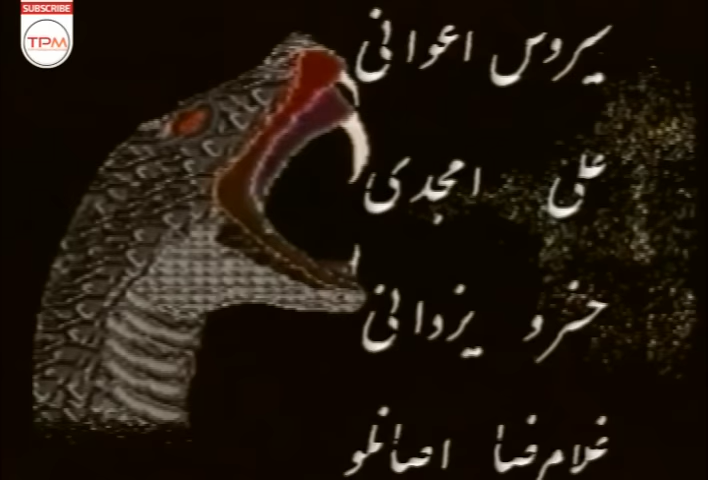 SUBSCRIBE
TPM
سیروس اعوانی
علی امجدی
خسرو یزدانی
غلامرضا اصانلو